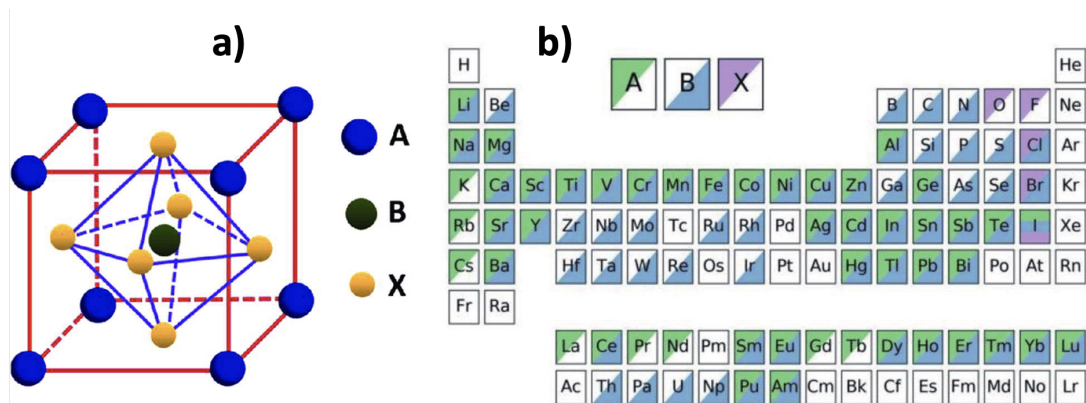 a)
A
B
X
b)
A B X
H He
Li Be B C N O F Ne
Na Mg Al Si P S Cl Ar
K Ca Sc Ti V Cr Mn Fe Co Ni Cu Zn Ga Ge As Se Br Kr
Rb Sr Y Zr Nb Mo Tc Ru Rh Pd Ag Cd In Sn Sb Te I Xe
Cs Ba Hf Ta W Re Os Ir Pt Au Hg Tl Pb Bi Po At Rn
Fr Ra
La Ce Pr Nd Pm Sm Eu Gd Tb Dy Ho Er Tm Yb Lu
Ac Th Pa U Np Pu Am Cm Bk Cf Es Fm Md No Lr